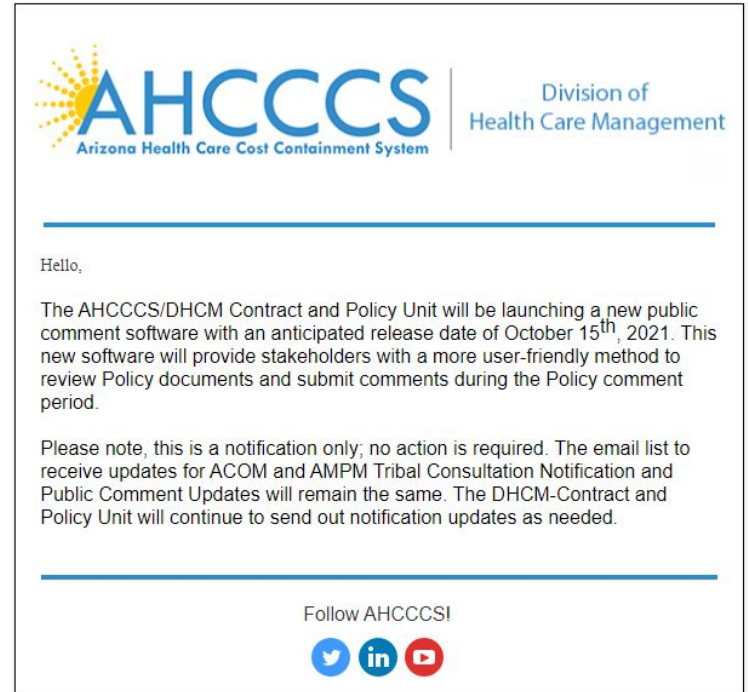 AHCCCS
Arizona Health Care Cost Containment System
Division of
Health Care Management
Hello,
The AHCCCS/DHCM Contract and Policy Unit will be launching a new public
comment software with an anticipated release date of October 15th, 2021. This
new software will provide stakeholders with a more user-friendly method to
review Policy documents and submit comments during the Policy comment
period.
Please note, this is a notification only; no action is required. The email list to
receive updates for ACOM and AMPM Tribal Consultation Notification and
Public Comment Updates will remain the same. The DHCM-Contract and
Policy Unit will continue to send out notification updates as needed.
Follow AHCCCS!
in